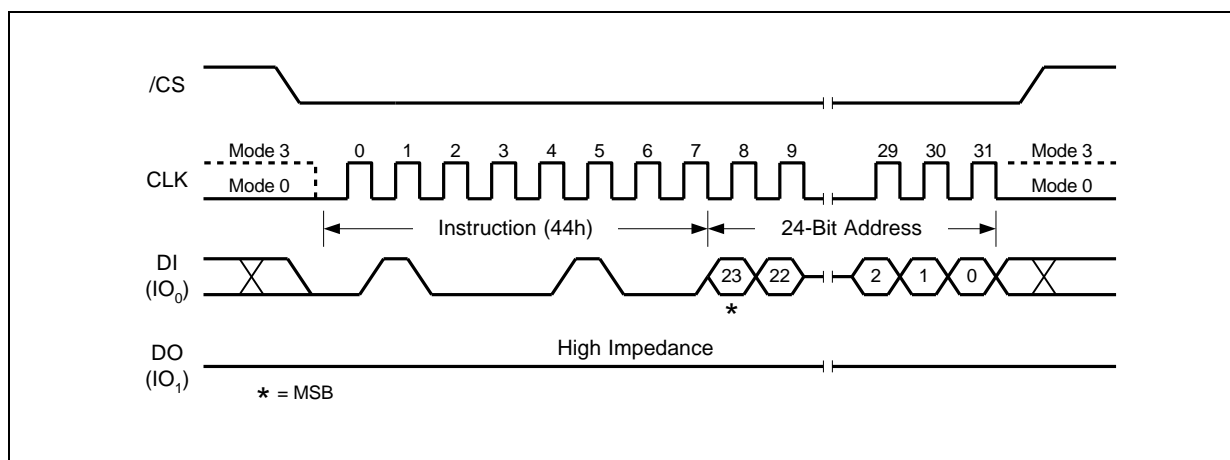 /CS
Mode 3 0 1 2 3 4 5 6 7 8 9 29 30 31 Mode 3
CLK
Mode 0 Mode 0
Instruction (44h) 24-Bit Address
DI
(IO0) 23 22 2 1 0
*
High Impedance
DO
(IO1)
* = MSB